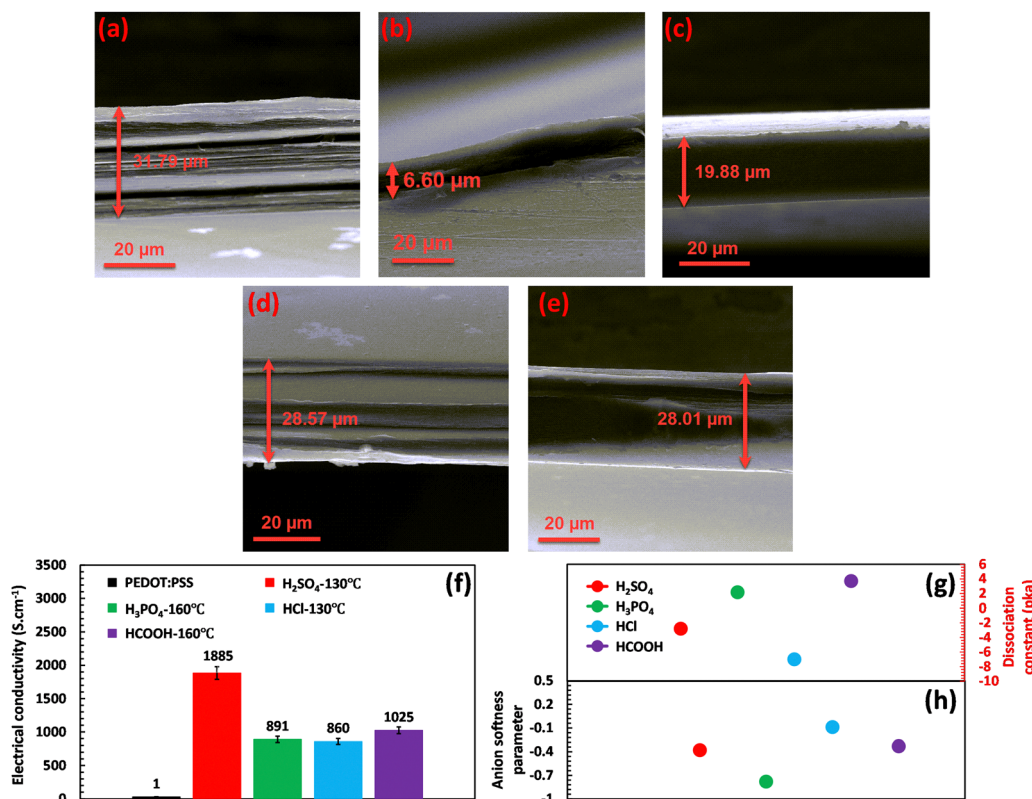 (a)
31.79 µm
20 µm
(b)
6.60 µm
20 µm
(c)
19.88 µm
20 µm
(d)
28.57 µm
20 µm
(e)
28.01 µm
20 µm
(f)
Electrical conductivity (S.cm⁻¹)
3500
3000
2500
2000
1500
1000
500
0
PEDOT:PSS
H₂SO₄-130℃
H₃PO₄-160℃
HCl-130℃
HCOOH-160℃
1
1885
891
860
1025
(g)
H₂SO₄
H₃PO₄
HCl
HCOOH
6
4
2
0
-2
-4
-6
-8
-10
Dissociation
constant (pka)
(h)
Anion softness
parameter
0.5
0.2
-0.1
-0.4
-0.7
-1